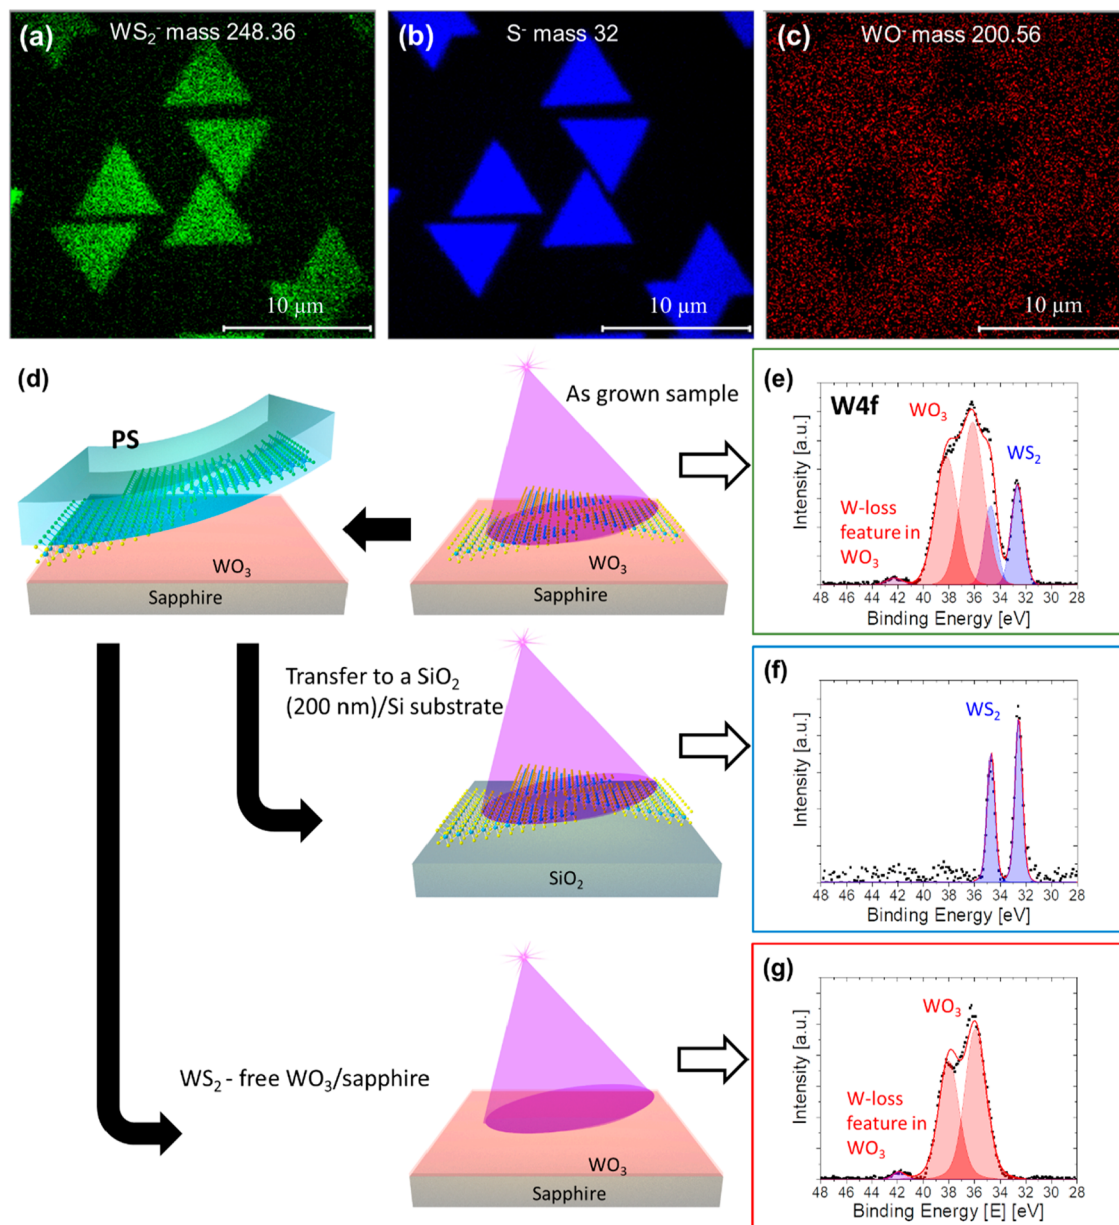 (a) WS₂⁻ mass 248.36
10 µm
(b) S⁻ mass 32
10 µm
(c) WO⁻ mass 200.56
10 µm
(d)
PS
WO₃
Sapphire
As grown sample
WO₃
Sapphire
(e)
W4f
WO₃
WS₂
W-loss
feature in
WO₃
Intensity [a.u.]
48 46 44 42 40 38 36 34 32 30 28
Binding Energy [eV]
Transfer to a SiO₂
(200 nm)/Si substrate
SiO₂
(f)
WS₂
Intensity [a.u.]
48 46 44 42 40 38 36 34 32 30 28
Binding Energy [eV]
WS₂ - free WO₃/sapphire
WO₃
Sapphire
(g)
WO₃
W-loss
feature in
WO₃
Intensity [a.u.]
48 46 44 42 40 38 36 34 32 30 28
Binding Energy [E] [eV]